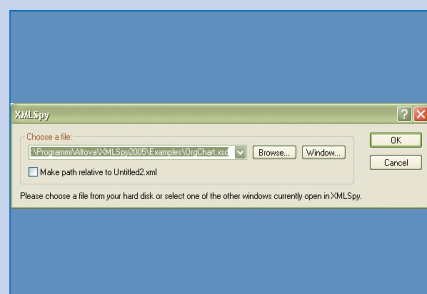 XMLSpy
Choose a file:
\Programmi\Altova\XMLSpy2005\Examples\OrgChart.xsd
Browse...
Window...
OK
Make path relative to Untitled2.xml
Cancel
Please choose a file from your hard disk or select one of the other windows currently open in XMLSpy.